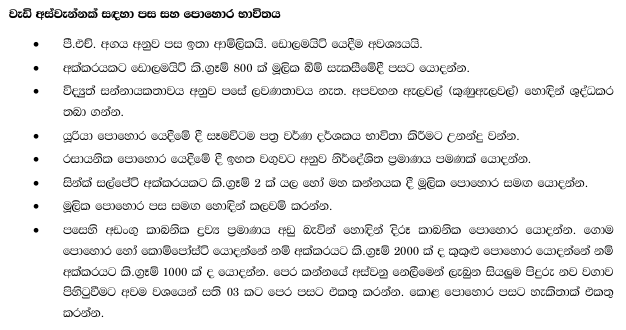 වැඩි අස්වැන්නක් සඳහා පස සහ පොහොර භාවිතය
• පී.එච්. අගය අනුව පස ඉතා ආම්ලිකයි. ඩොලමයිට් යෙදීම අවශ්‍යයයි.
• අක්කරයකට ඩොලමයිට් කි.ග්‍රෑම් 800 ක් මූලික බිම් සැකසීමේදී පසට යොදන්න.
• විද්‍යුත් සන්නායකතාවය අනුව පසේ ලවණතාවය නැත. අපවහන ඇලවල් (කුණුඇලවල්) හොඳින් ශුද්ධකර
තබා ගන්න.
• යූරියා පොහොර යෙදීමේ දී සෑමවිටම පත්‍ර වර්ණ දර්ශකය භාවිතා කිරීමට උනන්දු වන්න.
• රසායනික පොහොර යෙදීමේ දී ඉහත වගුවට අනුව නිර්දේශිත ප්‍රමාණය පමණක් යොදන්න.
• සින්ක් සල්පේට් අක්කරයකට කි.ග්‍රෑම් 2 ක් යල හෝ මහ කන්නයක දී මූලික පොහොර සමඟ යොදන්න.
• මූලික පොහොර පස සමඟ හොඳින් කලවම් කරන්න.
• පසෙහි අඩංගු කාබනික ද්‍රව්‍ය ප්‍රමාණය අඩු බැවින් හොඳින් දිරූ කාබනික පොහොර යොදන්න. ගොම
පොහොර හෝ කොම්පෝස්ට් යොදන්නේ නම් අක්කරයට කි.ග්‍රෑම් 2000 ක් ද කුකුළු පොහොර යොදන්නේ නම්
අක්කරයට කි.ග්‍රෑම් 1000 ක් ද යොදන්න. පෙර කන්නයේ අස්වනු නෙළීමෙන් ලැබුන සියලුම පිදුරු නව වගාව
පිහිටුවීමට අවම වශයෙන් සති 03 කට පෙර පසට එකතු කරන්න. කොළ පොහොර පසට හැකිතාක් එකතු
කරන්න.